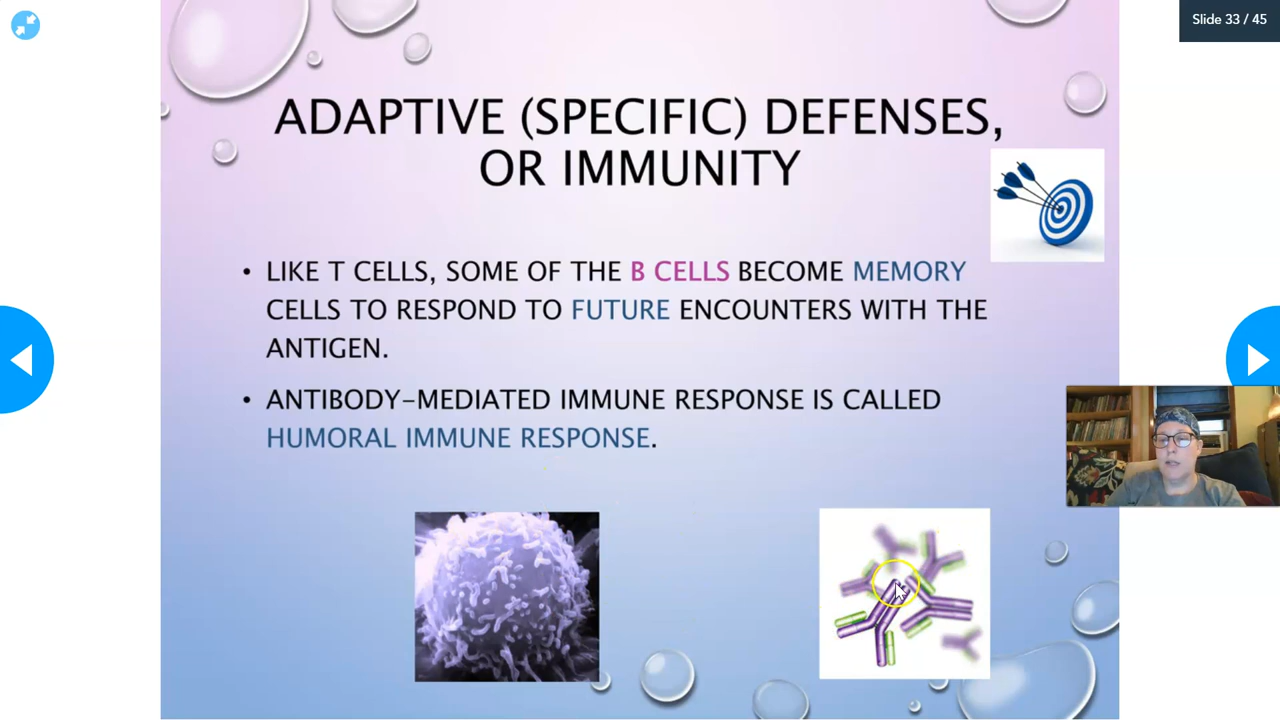 Slide 33 / 45
ADAPTIVE (SPECIFIC) DEFENSES,
OR IMMUNITY
• LIKE T CELLS, SOME OF THE B CELLS BECOME MEMORY
CELLS TO RESPOND TO FUTURE ENCOUNTERS WITH THE
ANTIGEN.
• ANTIBODY-MEDIATED IMMUNE RESPONSE IS CALLED
HUMORAL IMMUNE RESPONSE.